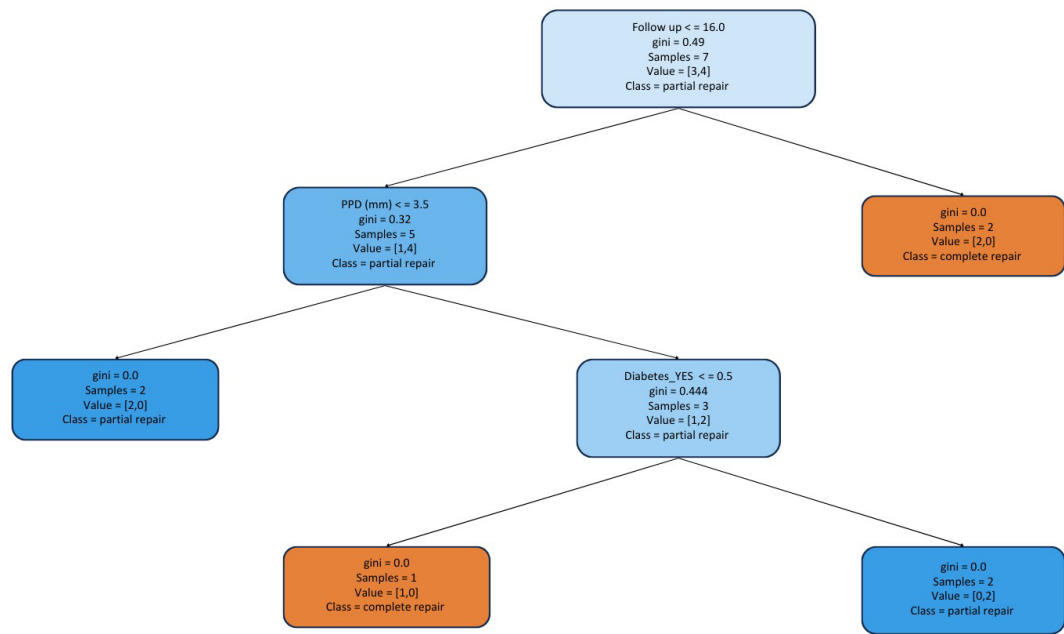 Follow up < = 16.0
gini = 0.49
Samples = 7
Value = [3,4]
Class = partial repair
PPD (mm) < = 3.5
gini = 0.32
Samples = 5
Value = [1,4]
Class = partial repair
gini = 0.0
Samples = 2
Value = [2,0]
Class = complete repair
gini = 0.0
Samples = 2
Value = [2,0]
Class = partial repair
Diabetes_YES < = 0.5
gini = 0.444
Samples = 3
Value = [1,2]
Class = partial repair
gini = 0.0
Samples = 1
Value = [1,0]
Class = complete repair
gini = 0.0
Samples = 2
Value = [0,2]
Class = partial repair